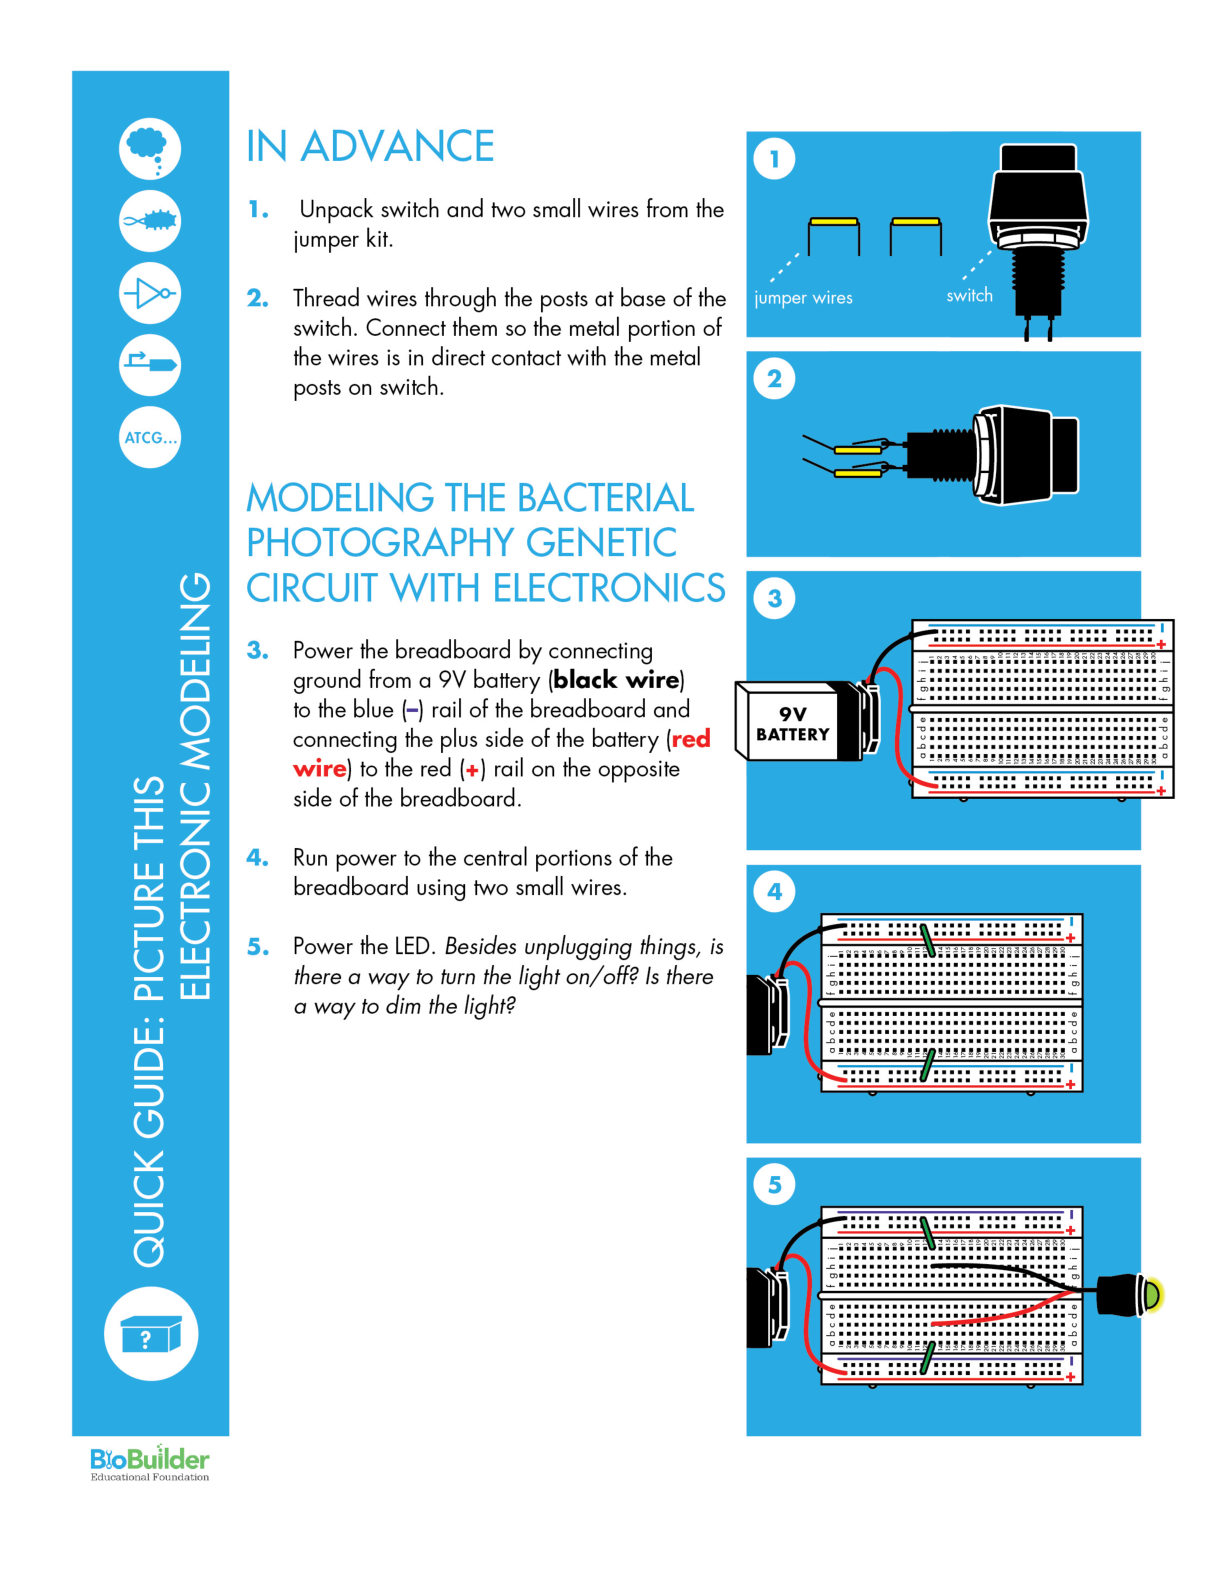 IN ADVANCE
1. Unpack switch and two small wires from the
jumper kit.
2. Thread wires through the posts at base of the
switch. Connect them so the metal portion of
the wires is in direct contact with the metal
posts on switch.
MODELING THE BACTERIAL
PHOTOGRAPHY GENETIC
CIRCUIT WITH ELECTRONICS
3. Power the breadboard by connecting
ground from a 9V battery (black wire)
to the blue (–) rail of the breadboard and
connecting the plus side of the battery (red
wire) to the red (+) rail on the opposite
side of the breadboard.
4. Run power to the central portions of the
breadboard using two small wires.
5. Power the LED. Besides unplugging things, is
there a way to turn the light on/off? Is there
a way to dim the light?
1
jumper wires
switch
2
3
9V
BATTERY
4
5
ATCG...
QUICK GUIDE: PICTURE THIS
ELECTRONIC MODELING
?
BioBuilder
Educational Foundation